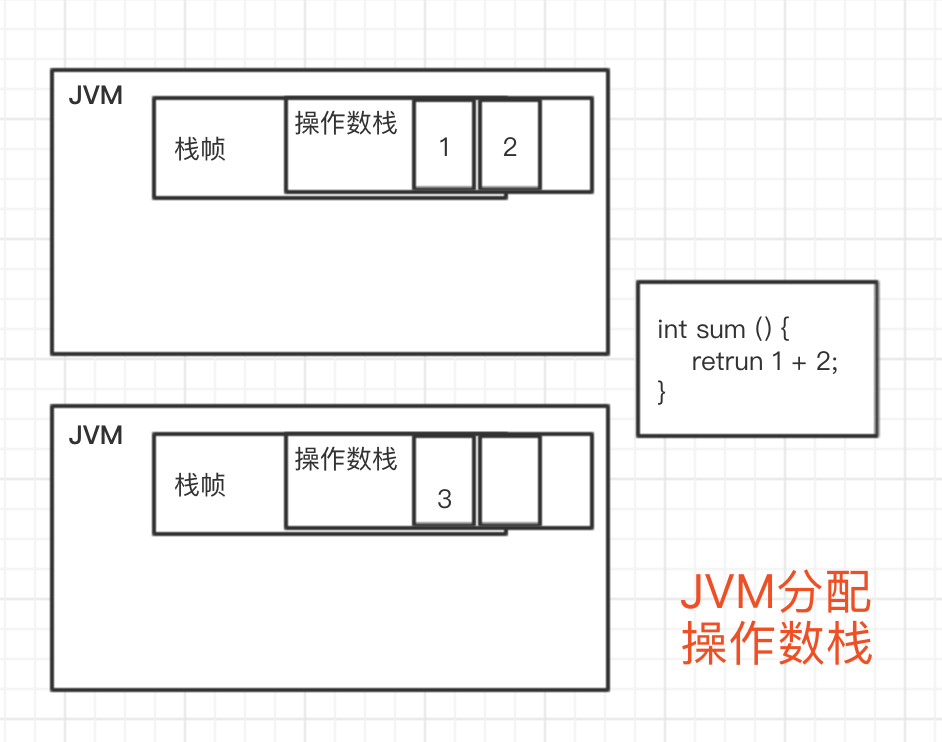 JVM
栈帧
操作数栈
1
2
int sum () {
retrun 1 + 2;
}
JVM
栈帧
操作数栈
3
JVM分配
操作数栈